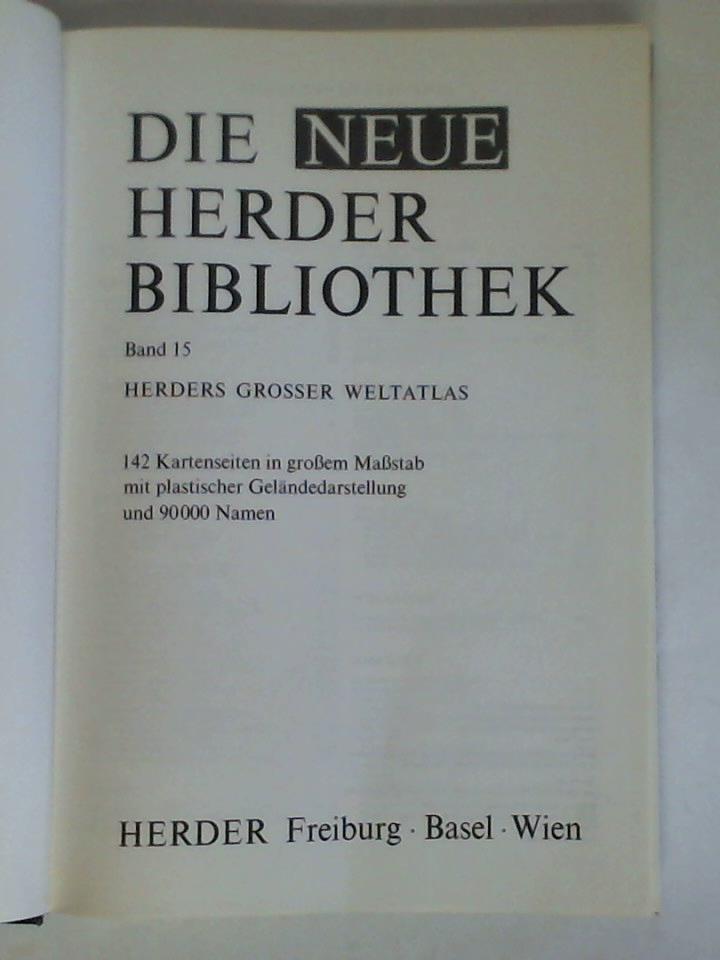 DIE NEUE
HERDER
BIBLIOTHEK
Band 15
HERDERS GROSSER WELTATLAS
142 Kartenseiten in großem Maßstab
mit plastischer Geländedarstellung
und 90000 Namen
HERDER Freiburg · Basel · Wien